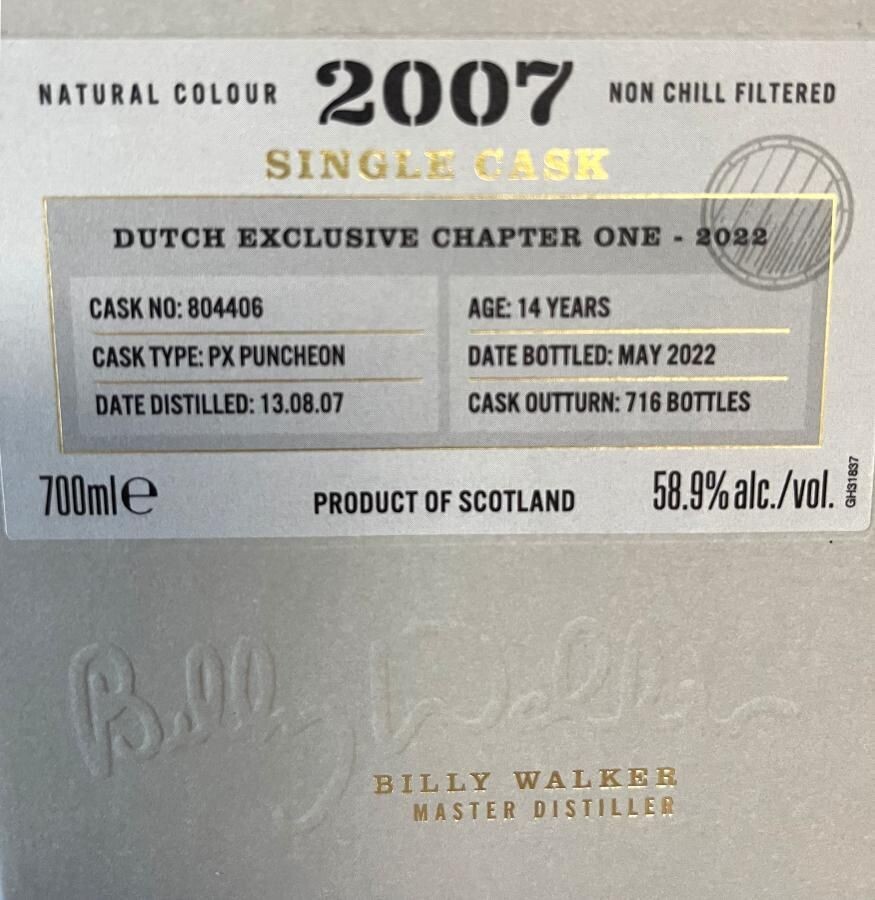 NATURAL COLOUR 2007 NON CHILL FILTERED
SINGLE CASK
DUTCH EXCLUSIVE CHAPTER ONE - 2022
CASK NO: 804406
CASK TYPE: PX PUNCHEON
DATE DISTILLED: 13.08.07
AGE: 14 YEARS
DATE BOTTLED: MAY 2022
CASK OUTTURN: 716 BOTTLES
700ml e PRODUCT OF SCOTLAND 58.9% alc./vol.
GH31837
Billy Walker
BILLY WALKER
MASTER DISTILLER